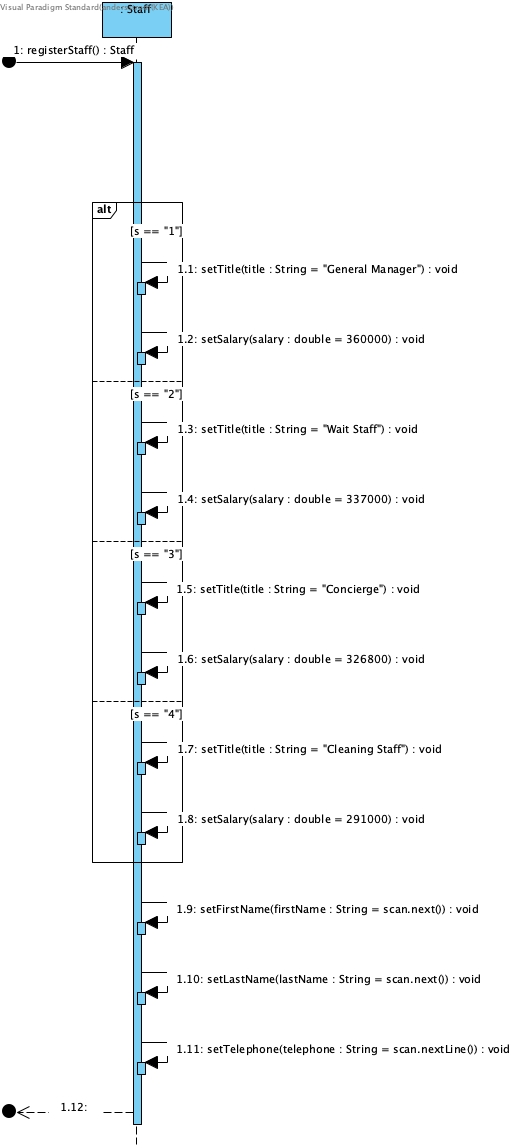 Visual Paradigm Standard
: Staff
1: registerStaff() : Staff
alt
[s == "1"]
1.1: setTitle(title : String = "General Manager") : void
1.2: setSalary(salary : double = 360000) : void
[s == "2"]
1.3: setTitle(title : String = "Wait Staff") : void
1.4: setSalary(salary : double = 337000) : void
[s == "3"]
1.5: setTitle(title : String = "Concierge") : void
1.6: setSalary(salary : double = 326800) : void
[s == "4"]
1.7: setTitle(title : String = "Cleaning Staff") : void
1.8: setSalary(salary : double = 291000) : void
1.9: setFirstName(firstName : String = scan.next()) : void
1.10: setLastName(lastName : String = scan.next()) : void
1.11: setTelephone(telephone : String = scan.nextLine()) : void
1.12: